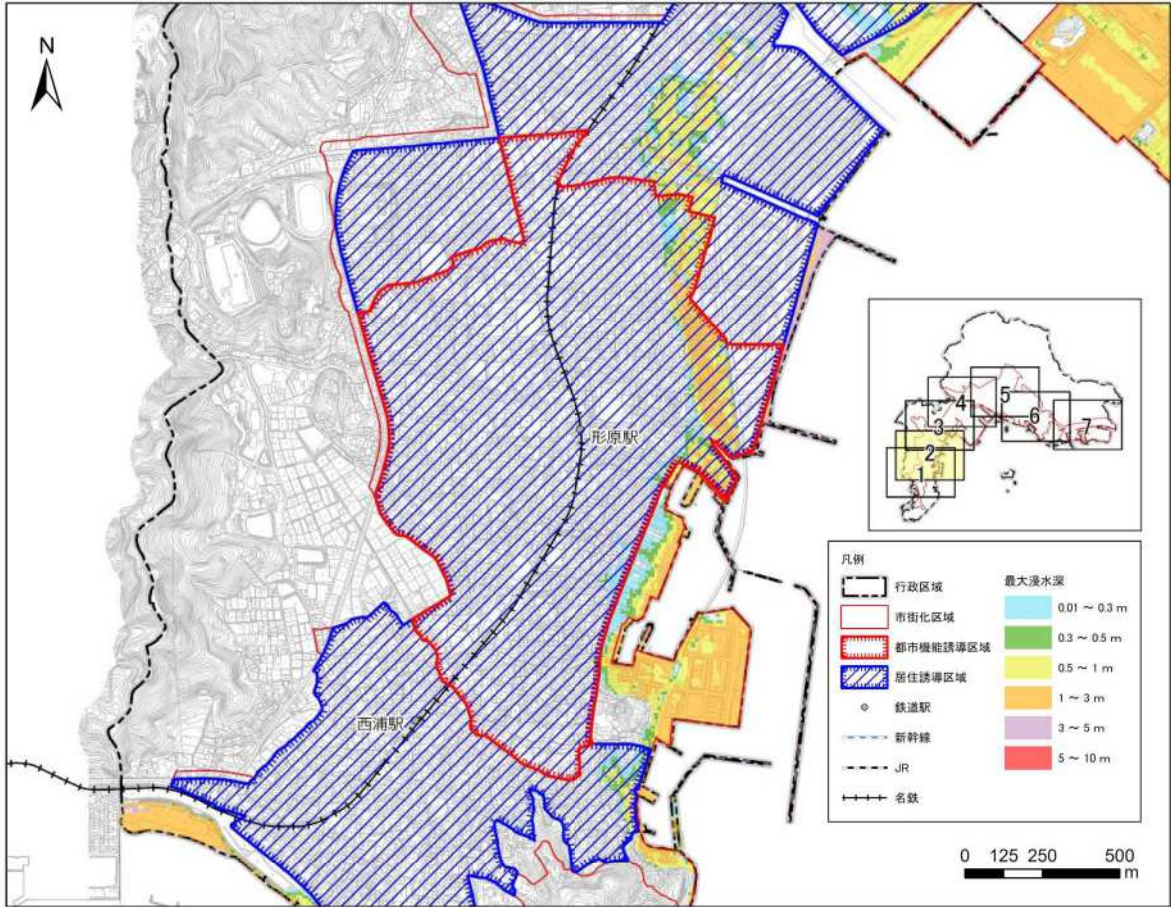 N
形原駅
西浦駅
5
4
6
7
3
2
1
凡例
行政区域
市街化区域
都市機能誘導区域
居住誘導区域
鉄道駅
新幹線
JR
名鉄
最大浸水深
0.01 ～ 0.3 m
0.3 ～ 0.5 m
0.5 ～ 1 m
1 ～ 3 m
3 ～ 5 m
5 ～ 10 m
0 125 250 500
m